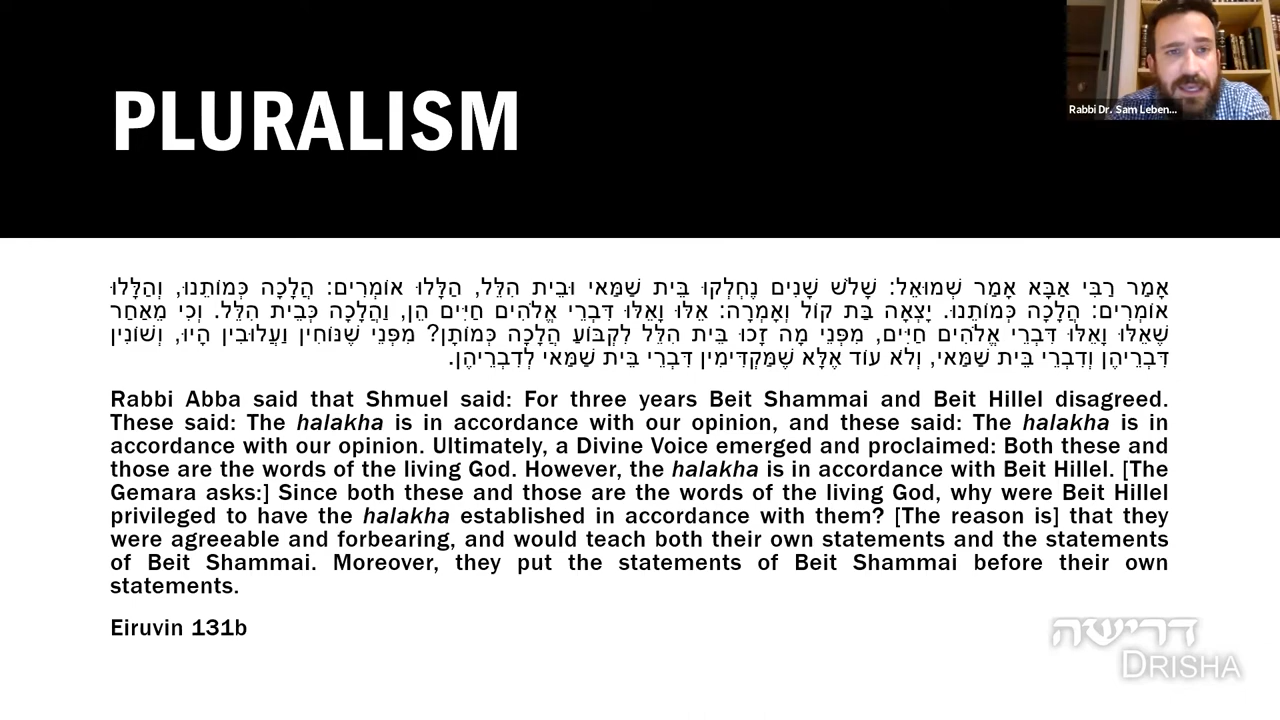 PLURALISM
Rabbi Dr. Sam Leben...
אָמַר רַבִּי אַבָּא אָמַר שְׁמוּאֵל: שָׁלֹשׁ שָׁנִים נֶחְלְקוּ בֵּית שַׁמַּאי וּבֵית הִלֵּל, הַלָּלוּ אוֹמְרִים: הֲלָכָה כְּמוֹתֵנוּ, וְהַלָּלוּ
אוֹמְרִים: הֲלָכָה כְּמוֹתֵנוּ. יָצְאָה בַּת קוֹל וְאָמְרָה: אֵלּוּ וָאֵלּוּ דִּבְרֵי אֱלֹהִים חַיִּים הֵן, וַהֲלָכָה כְּבֵית הִלֵּל. וְכִי מֵאַחַר
שֶׁאֵלּוּ וָאֵלּוּ דִּבְרֵי אֱלֹהִים חַיִּים, מִפְּנֵי מָה זָכוּ בֵּית הִלֵּל לִקְבּוֹעַ הֲלָכָה כְּמוֹתָן? מִפְּנֵי שֶׁנּוֹחִין וַעֲלוּבִין הָיוּ, וְשׁוֹנִין
דִּבְרֵיהֶן וְדִבְרֵי בֵּית שַׁמַּאי, וְלֹא עוֹד אֶלָּא שֶׁמַּקְדִּימִין דִּבְרֵי בֵּית שַׁמַּאי לְדִבְרֵיהֶן.
Rabbi Abba said that Shmuel said: For three years Beit Shammai and Beit Hillel disagreed.
These said: The halakha is in accordance with our opinion, and these said: The halakha is in
accordance with our opinion. Ultimately, a Divine Voice emerged and proclaimed: Both these and
those are the words of the living God. However, the halakha is in accordance with Beit Hillel. [The
Gemara asks:] Since both these and those are the words of the living God, why were Beit Hillel
privileged to have the halakha established in accordance with them? [The reason is] that they
were agreeable and forbearing, and would teach both their own statements and the statements
of Beit Shammai. Moreover, they put the statements of Beit Shammai before their own
statements.
Eiruvin 131b
דרישה
DRISHA